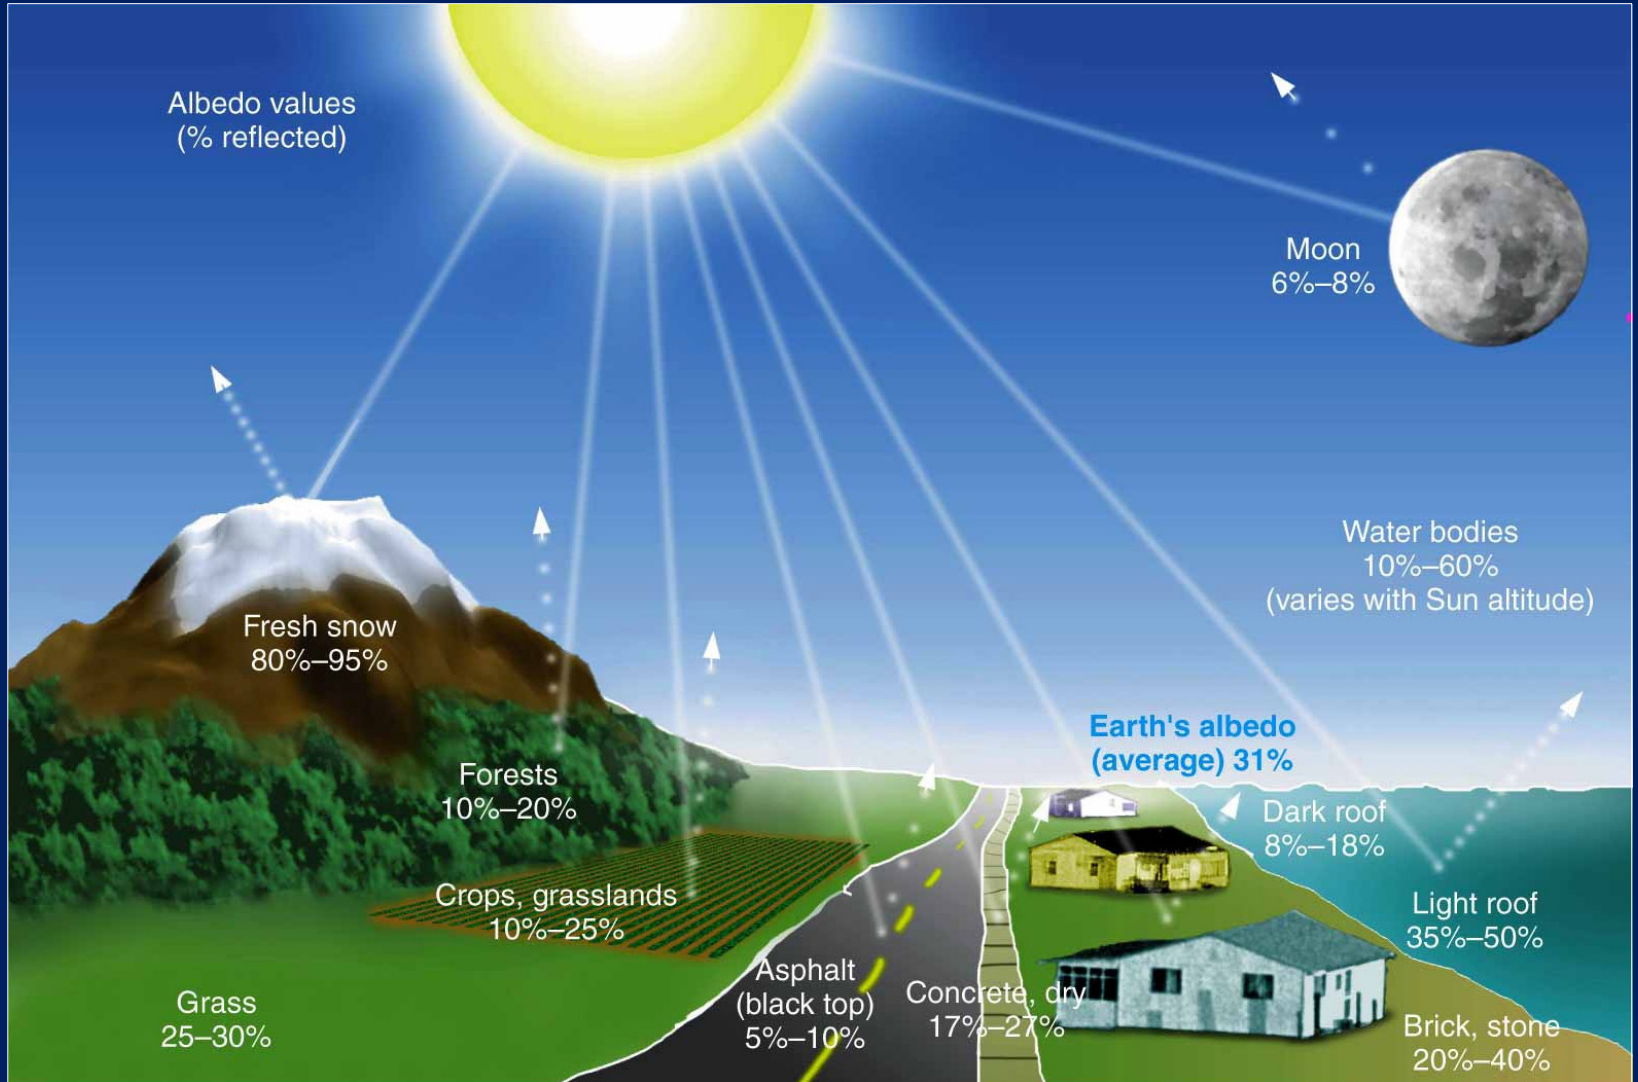 Albedo values
(% reflected)
Moon
6%–8%
Water bodies
10%–60%
(varies with Sun altitude)
Fresh snow
80%–95%
Earth's albedo
(average) 31%
Forests
10%–20%
Dark roof
8%–18%
Crops, grasslands
10%–25%
Light roof
35%–50%
Asphalt
(black top)
5%–10%
Concrete, dry
17%–27%
Grass
25–30%
Brick, stone
20%–40%